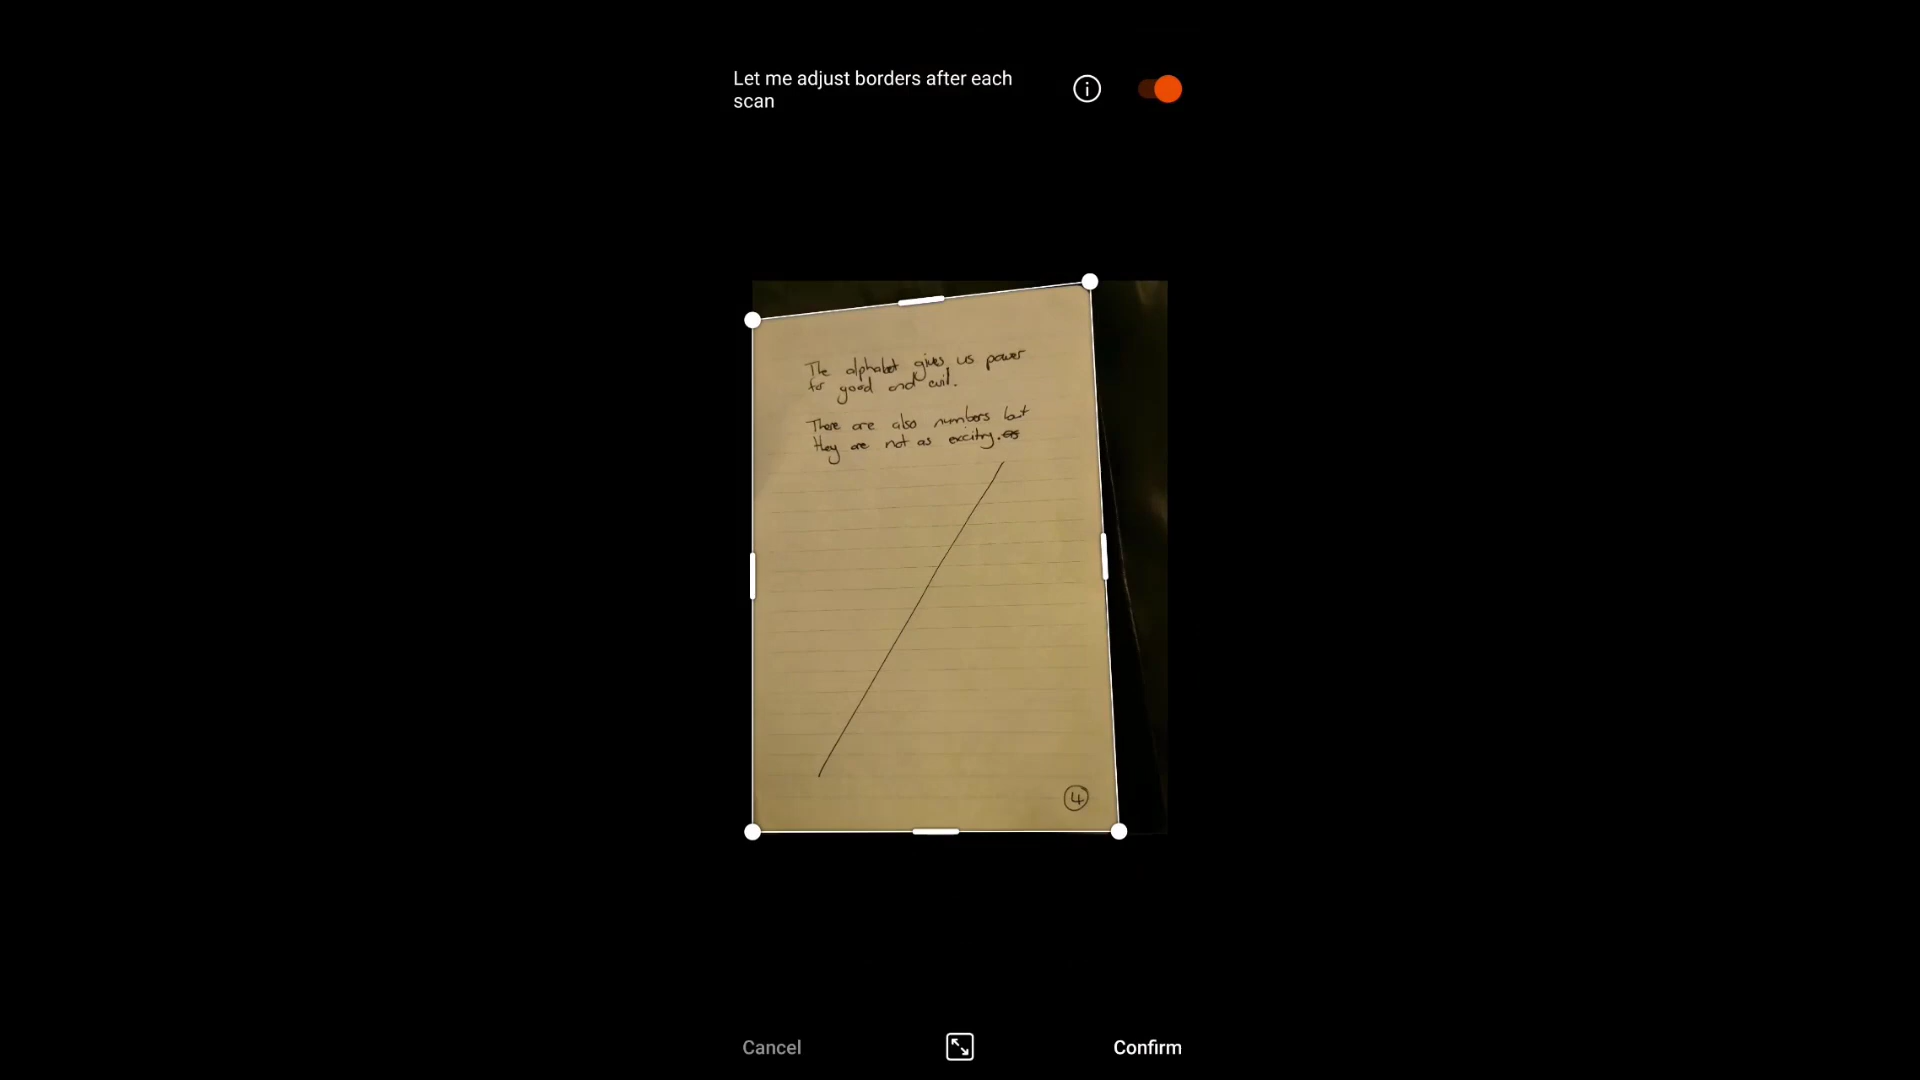 Let me adjust borders after each
scan
The alphabet gives us power
for good and evil.
There are also numbers but
they are not as exciting.
4
Cancel
Confirm